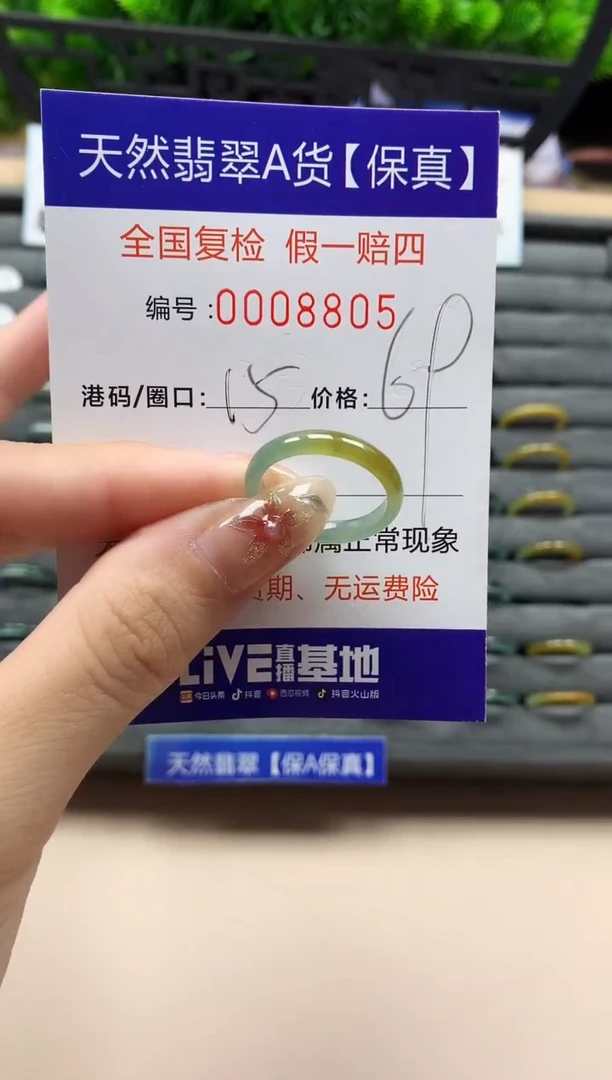 天然翡翠A货【保真】
全国复检 假一赔四
编号:0008805
港码/圈口:15 价格:69
属正常现象
期、无运费险
LiVE直播基地
今日头条 抖音 西瓜视频 抖音火山版
天然翡翠【保A保真】